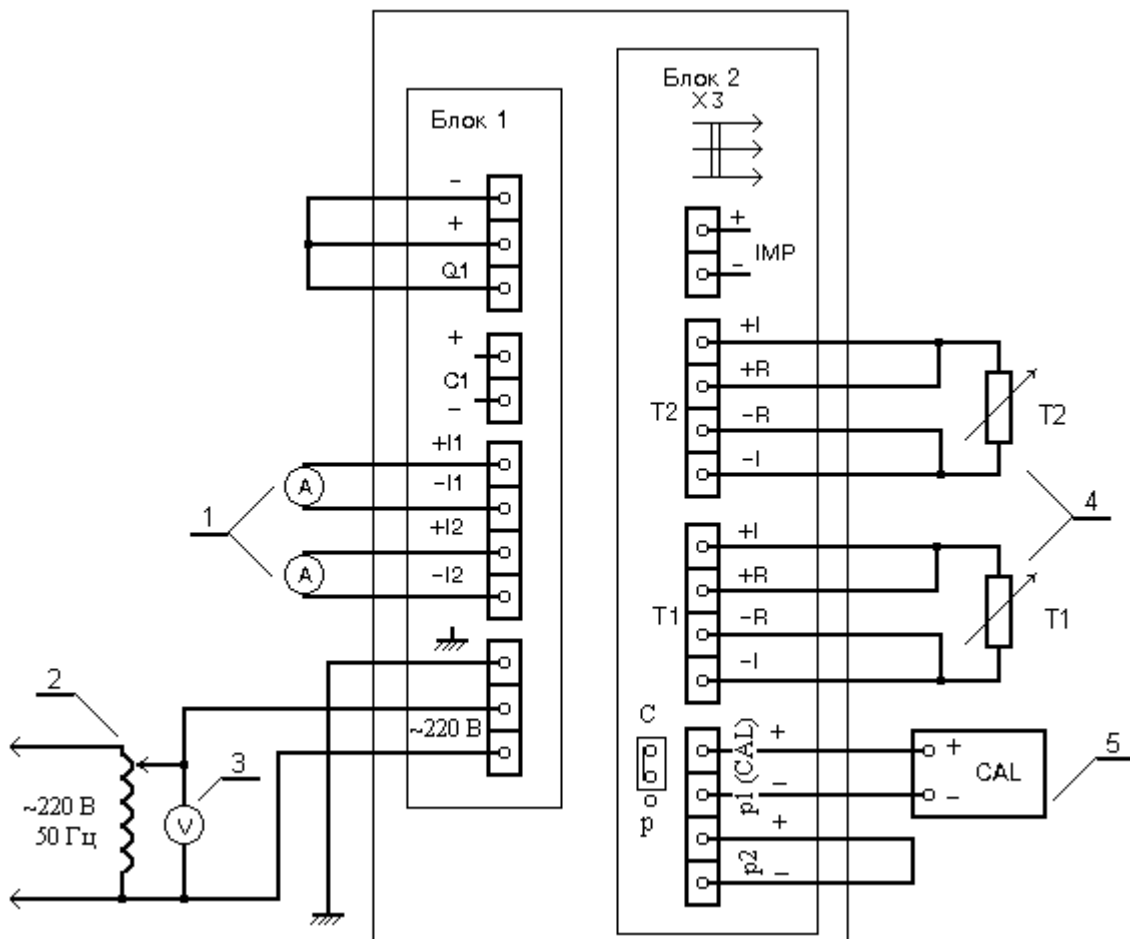 Блок 1
-
+
Q1
+
C1
-
+I1
-I1
+I2
-I2
A
A
1
~220 В
2
3
V
~220 В
50 Гц
Блок 2
X3
+
IMP
-
+I
+R
T2
-R
-I
T2
4
+I
+R
T1
-R
-I
T1
C
p
+
p1 (CAL)
-
+
p2
-
+
CAL
-
5